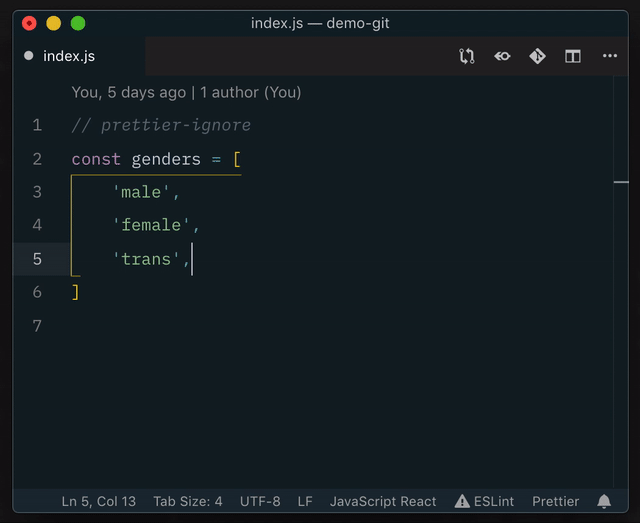 index.js — demo-git
index.js
You, 5 days ago | 1 author (You)
1 // prettier-ignore
2 const genders = [
3 'male',
4 'female',
5 'trans',
6 ]
7
Ln 5, Col 13 Tab Size: 4 UTF-8 LF JavaScript React ESLint Prettier